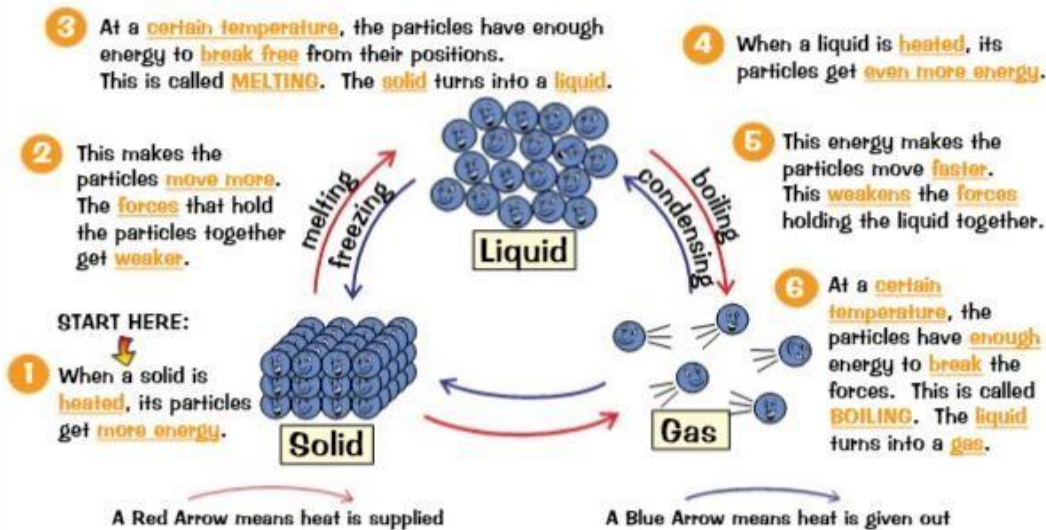 3 At a certain temperature, the particles have enough
energy to break free from their positions.
This is called MELTING. The solid turns into a liquid.
4 When a liquid is heated, its
particles get even more energy.
2 This makes the
particles move more.
The forces that hold
the particles together
get weaker.
melting
freezing
Liquid
condensing
boiling
5 This energy makes the
particles move faster.
This weakens the forces
holding the liquid together.
START HERE:
1 When a solid is
heated, its particles
get more energy.
Solid
Gas
6 At a certain
temperature, the
particles have enough
energy to break the
forces. This is called
BOILING. The liquid
turns into a gas.
A Red Arrow means heat is supplied
A Blue Arrow means heat is given out